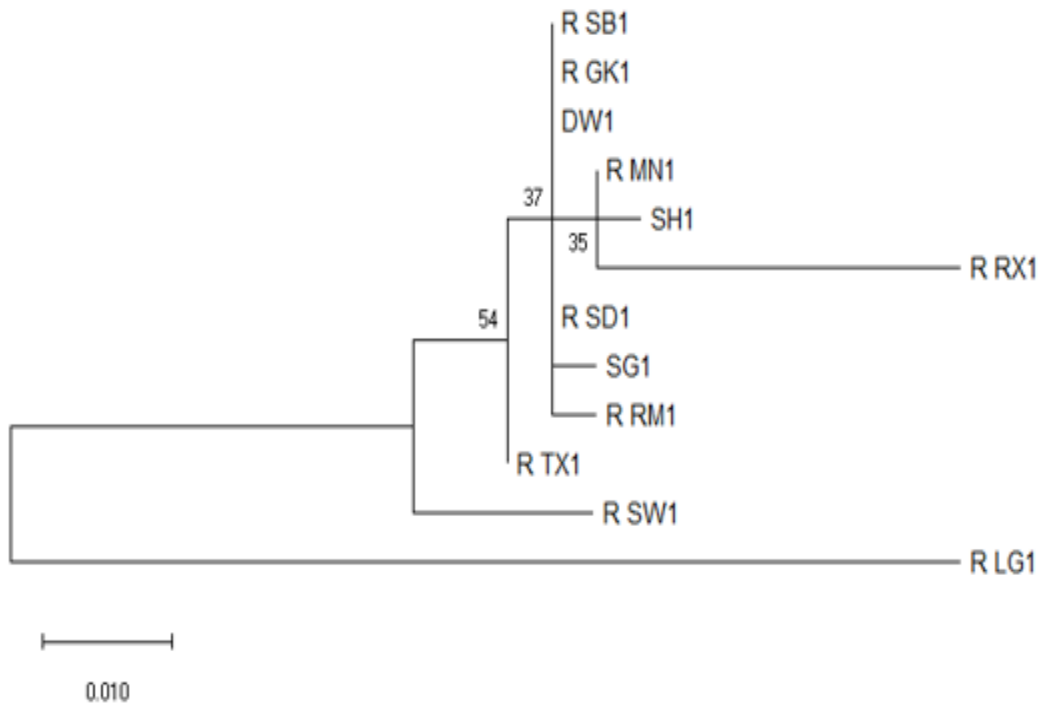 R SB1
R GK1
DW1
R MN1
37
SH1
35
R RX1
R SD1
54
SG1
R RM1
R TX1
R SW1
R LG1
0.010